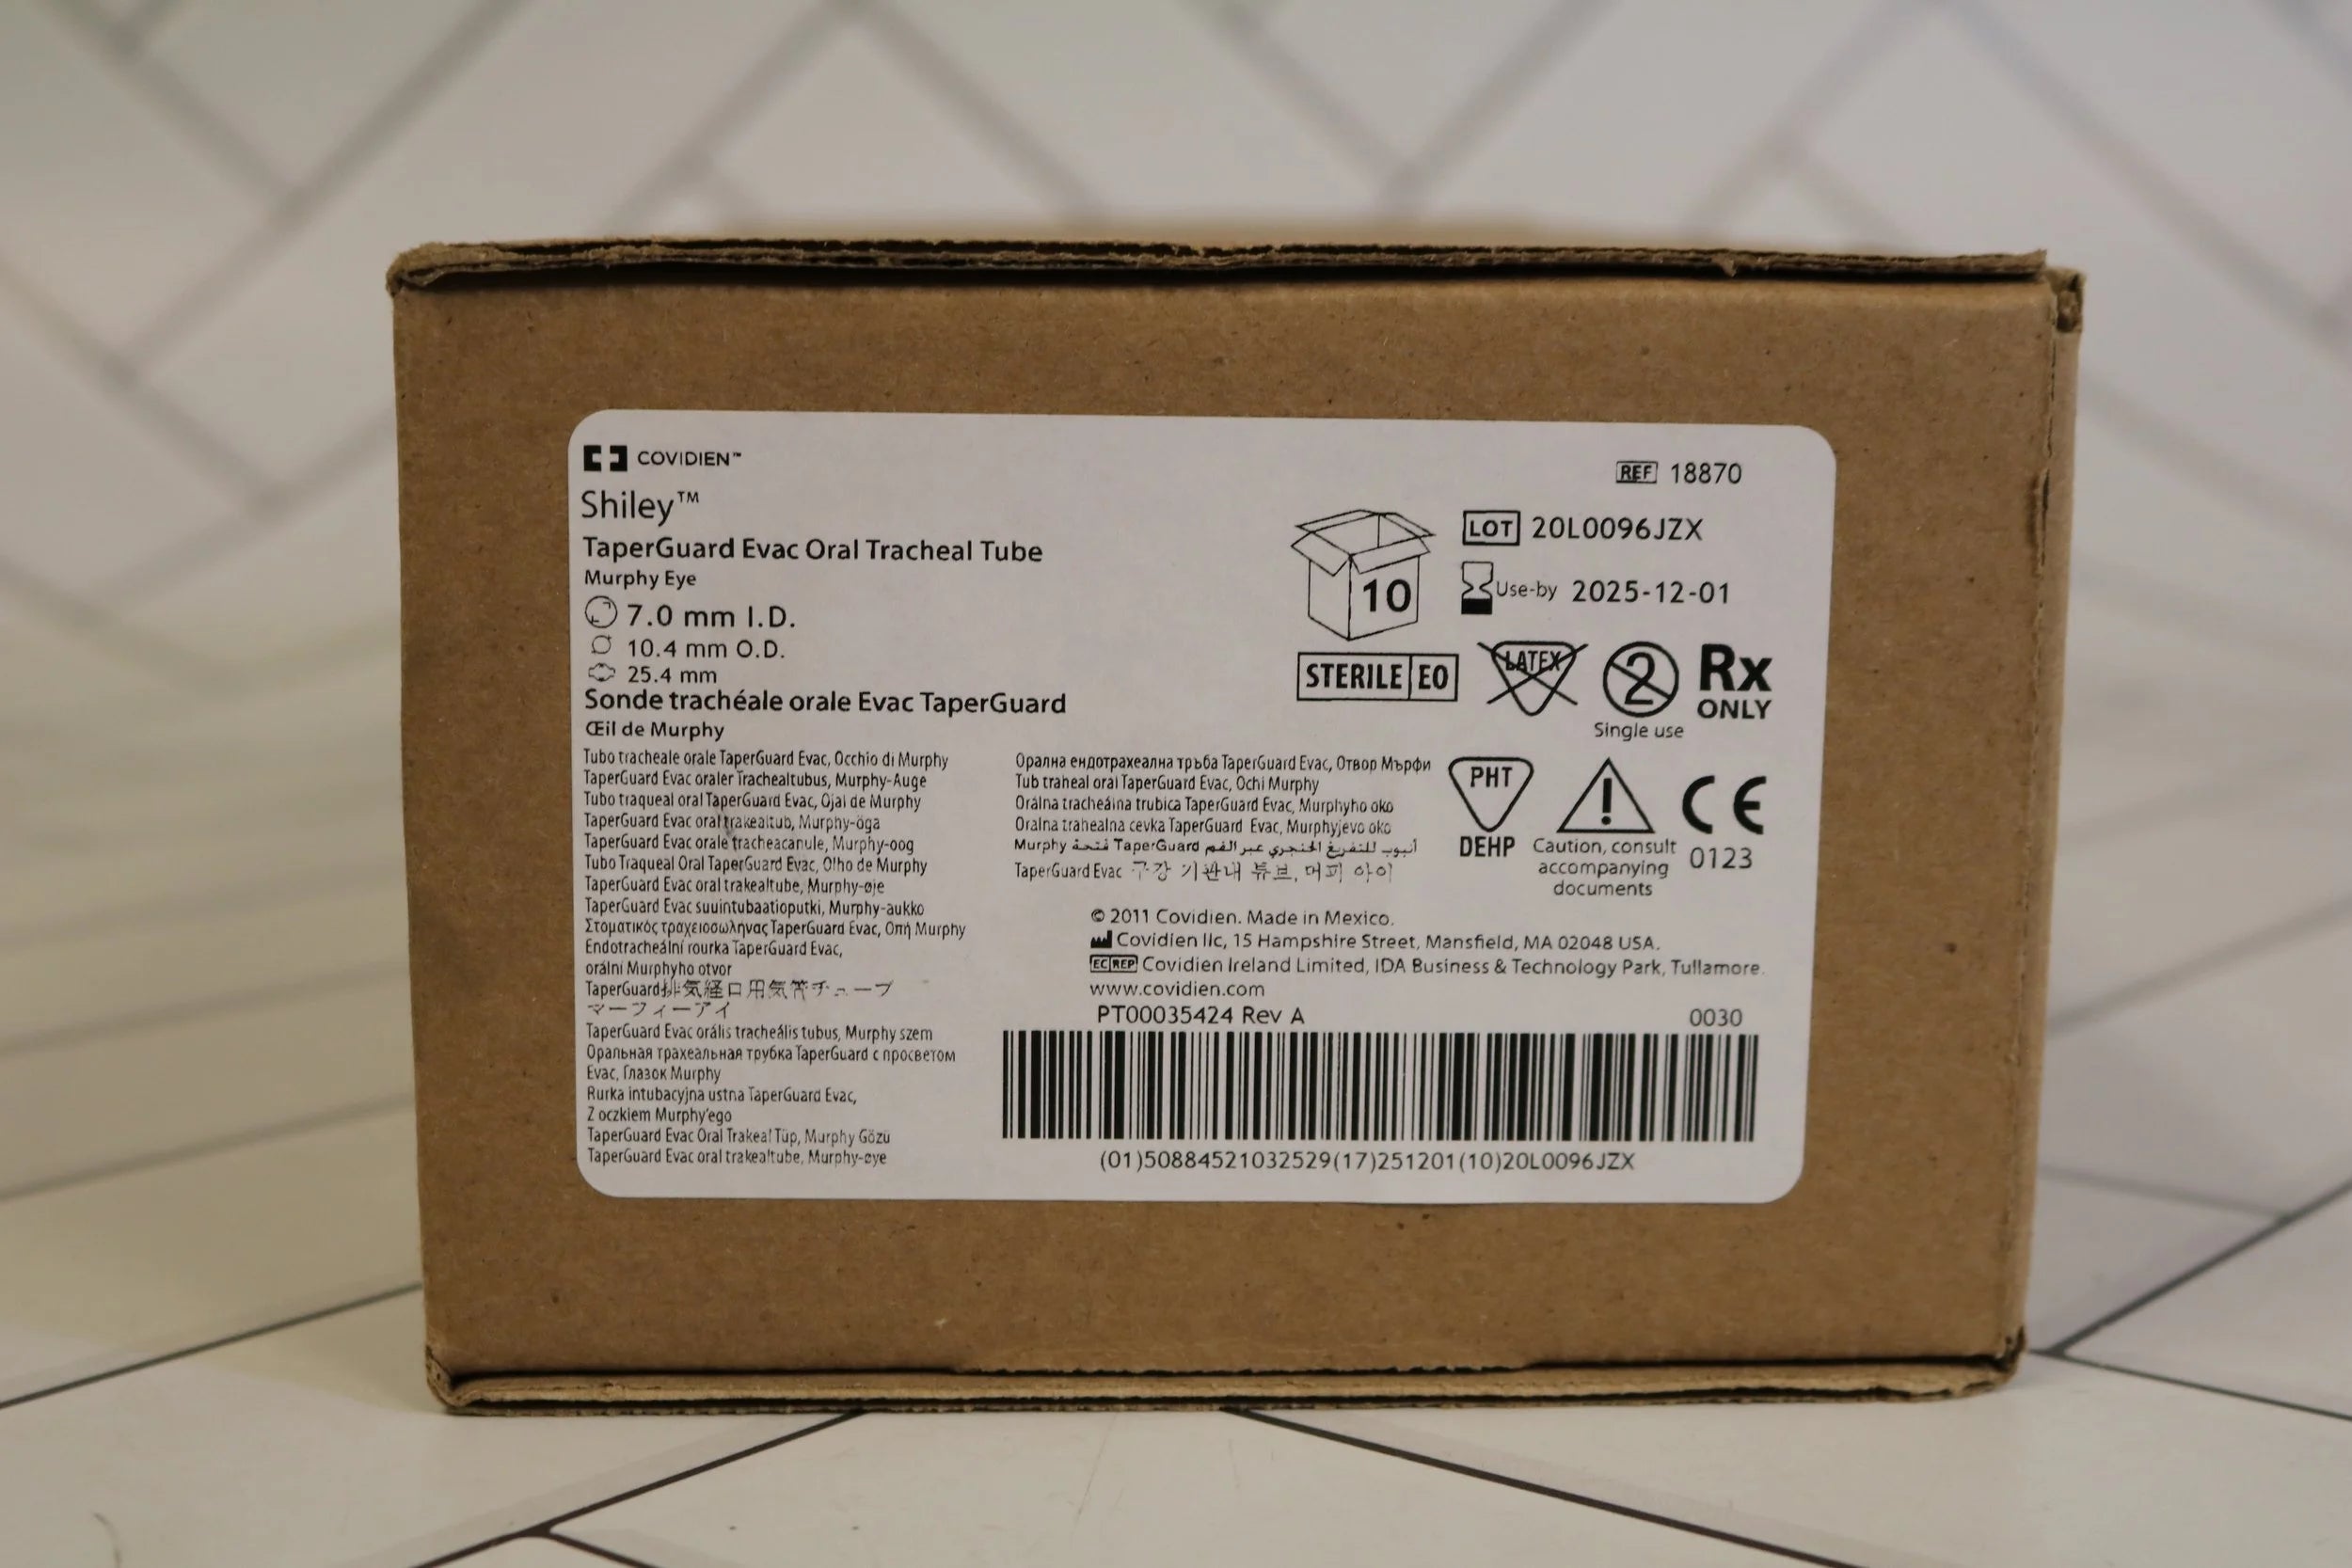 COVIDIEN™
REF 18870
Shiley™
TaperGuard Evac Oral Tracheal Tube
Murphy Eye
7.0 mm I.D.
10.4 mm O.D.
25.4 mm
Sonde trachéale orale Evac TaperGuard
Œil de Murphy
10
LOT 20L0096JZX
Use-by 2025-12-01
STERILE EO
LATEX
2
Single use
Rx
ONLY
Tubo tracheale orale TaperGuard Evac, Occhio di Murphy
TaperGuard Evac oraler Trachealtubus, Murphy-Auge
Tubo traqueal oral TaperGuard Evac, Ojal de Murphy
TaperGuard Evac oral trakealtub, Murphy-öga
TaperGuard Evac orale tracheacanule, Murphy-oog
Tubo Traqueal Oral TaperGuard Evac, Olho de Murphy
TaperGuard Evac oral trakealtube, Murphy-øje
TaperGuard Evac suuintubaatioputki, Murphy-aukko
Στοματικός τραχειοσωλήνας TaperGuard Evac, Οπή Murphy
Endotracheální rourka TaperGuard Evac,
orální Murphyho otvor
TaperGuard排気経口用気管チューブ
マーフィーアイ
TaperGuard Evac orális tracheális tubus, Murphy szem
Оральная трахеальная трубка TaperGuard с просветом
Evac, Глазок Murphy
Rurka intubacyjna ustna TaperGuard Evac,
Z oczkiem Murphy'ego
TaperGuard Evac Oral Trakeal Tüp, Murphy Gözü
TaperGuard Evac oral trakealtube, Murphy-øye
Орална ендотрахеална тръба TaperGuard Evac, Отвор Мърфи
Tub traheal oral TaperGuard Evac, Ochi Murphy
Orálna tracheálna trubica TaperGuard Evac, Murphyho oko
Oralna trahealna cevka TaperGuard Evac, Murphyjevo oko
أنبوب للتفريغ الحنجري عبر الفم TaperGuard فتحة Murphy
TaperGuard Evac 구강 기관내 튜브, 머피 아이
PHT
DEHP
Caution, consult
accompanying
documents
CE
0123
© 2011 Covidien. Made in Mexico.
Covidien llc, 15 Hampshire Street, Mansfield, MA 02048 USA.
EC REP Covidien Ireland Limited, IDA Business & Technology Park, Tullamore.
www.covidien.com
PT00035424 Rev A
0030
(01)50884521032529(17)251201(10)20L0096JZX